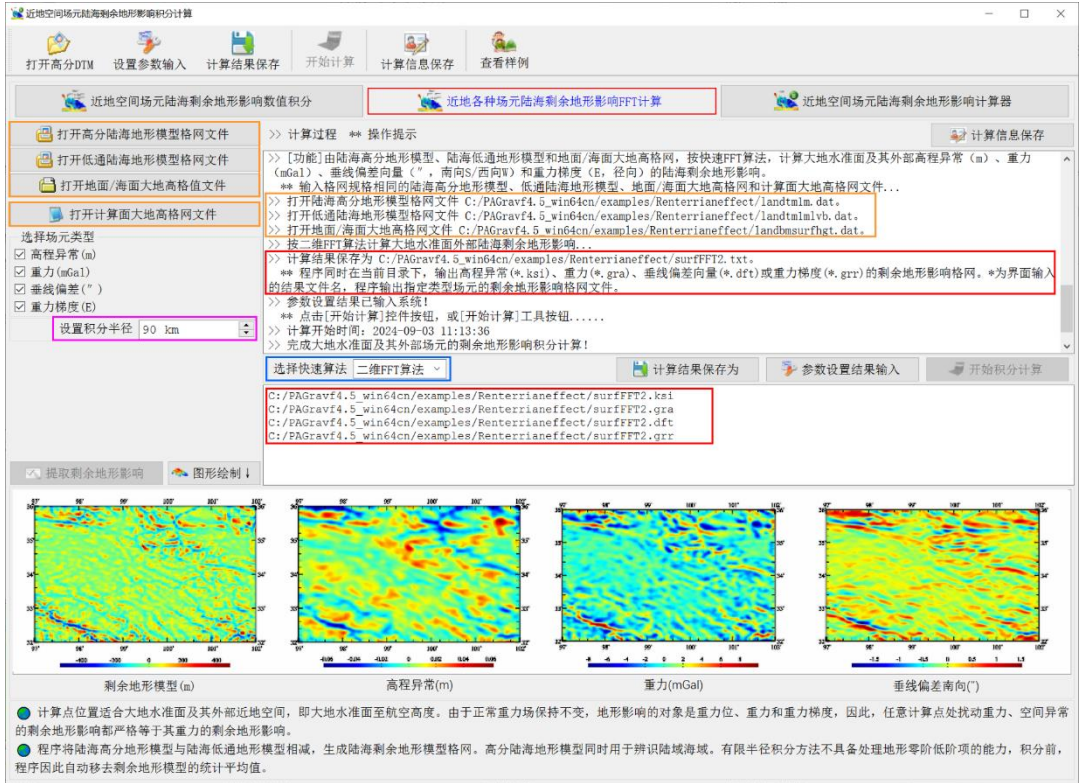 近地空间场元陆海剩余地形影响积分计算
打开高分DTM 设置参数输入 计算结果保存 开始计算 计算信息保存 查看样例
近地空间场元陆海剩余地形影响数值积分 近地各种场元陆海剩余地形影响FFT计算 近地空间场元陆海剩余地形影响计算器
打开高分陆海地形模型格网文件
打开低通陆海地形模型格网文件
打开地面/海面大地高格值文件
打开计算面大地高格网文件
选择场元类型
高程异常(m)
重力(mGal)
垂线偏差(″)
重力梯度(E)
设置积分半径 90 km
提取剩余地形影响 图形绘制↓
>> 计算过程 ** 操作提示 计算信息保存
>> [功能]由陆海高分地形模型、陆海低通地形模型和地面/海面大地高格网，按快速FFT算法，计算大地水准面及其外部高程异常（m）、重力
（mGal）、垂线偏差向量（″，南向S/西向W）和重力梯度（E，径向）的陆海剩余地形影响。
** 输入格网规格相同的陆海高分地形模型、低通陆海地形模型、地面/海面大地高格网和计算面大地高格网文件...
>> 打开陆海高分地形模型格网文件 C:/PAGravf4.5_win64cn/examples/Renterrianeffect/landtmlm.dat。
>> 打开低通陆海地形模型格网文件 C:/PAGravf4.5_win64cn/examples/Renterrianeffect/landtmlmlvb.dat。
>> 打开地面/海面大地高格网文件 C:/PAGravf4.5_win64cn/examples/Renterrianeffect/landbmsurfhgt.dat。
>> 按二维FFT算法计算大地水准面外部陆海剩余地形影响...
>> 计算结果保存为 C:/PAGravf4.5_win64cn/examples/Renterrianeffect/surfFFT2.txt。
** 程序同时在当前目录下，输出高程异常(*.ksi)、重力(*.gra)、垂线偏差向量(*.dft)或重力梯度(*.grr)的剩余地形影响格网。*为界面输入
的结果文件名，程序输出指定类型场元的剩余地形影响格网文件。
>> 参数设置结果已输入系统！
** 点击[开始计算]控件按钮，或[开始计算]工具按钮......
>> 计算开始时间：2024-09-03 11:13:36
>> 完成大地水准面及其外部场元的剩余地形影响积分计算！
选择快速算法 二维FFT算法 计算结果保存为 参数设置结果输入 开始积分计算
C:/PAGravf4.5_win64cn/examples/Renterrianeffect/surfFFT2.ksi
C:/PAGravf4.5_win64cn/examples/Renterrianeffect/surfFFT2.gra
C:/PAGravf4.5_win64cn/examples/Renterrianeffect/surfFFT2.dft
C:/PAGravf4.5_win64cn/examples/Renterrianeffect/surfFFT2.grr
剩余地形模型(m) 高程异常(m) 重力(mGal) 垂线偏差南向(″)
计算点位置适合大地水准面及其外部近地空间，即大地水准面至航空高度。由于正常重力场保持不变，地形影响的对象是重力位、重力和重力梯度，因此，任意计算点处扰动重力、空间异常
的剩余地形影响都严格等于其重力的剩余地形影响。
程序将陆海高分地形模型与陆海低通地形模型相减，生成陆海剩余地形模型格网。高分陆海地形模型同时用于辨识陆域海域。有限半径积分方法不具备处理地形零阶低阶项的能力，积分前，
程序因此自动移去剩余地形模型的统计平均值。